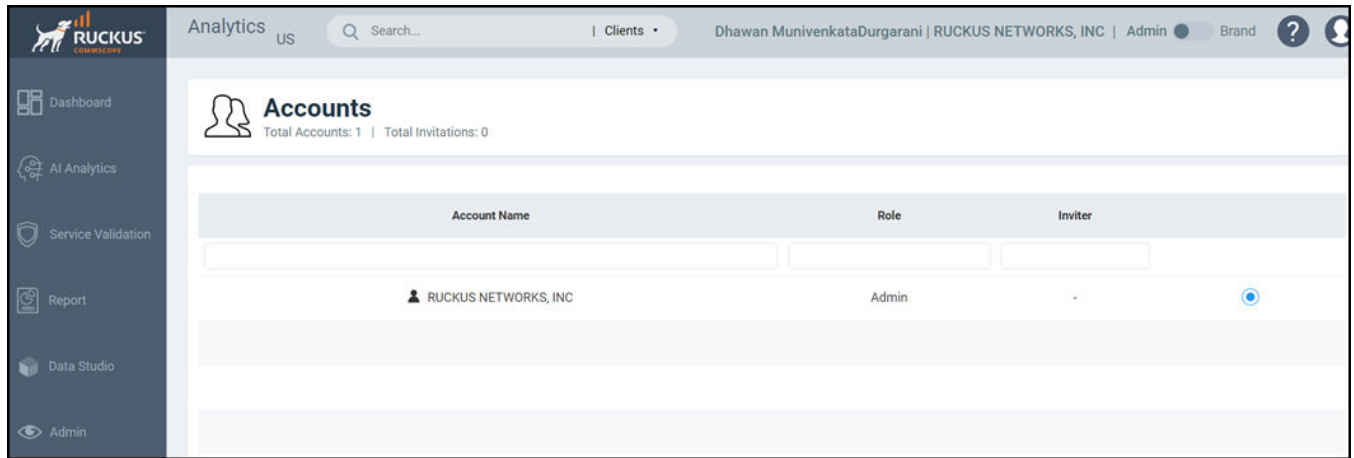 RUCKUS
COMMSCOPE
Analytics US
Search... | Clients
Dhawan MunivenkataDurgarani | RUCKUS NETWORKS, INC | Admin Brand ?
Dashboard
AI Analytics
Service Validation
Report
Data Studio
Admin
Accounts
Total Accounts: 1 | Total Invitations: 0
Account Name Role Inviter
RUCKUS NETWORKS, INC Admin -